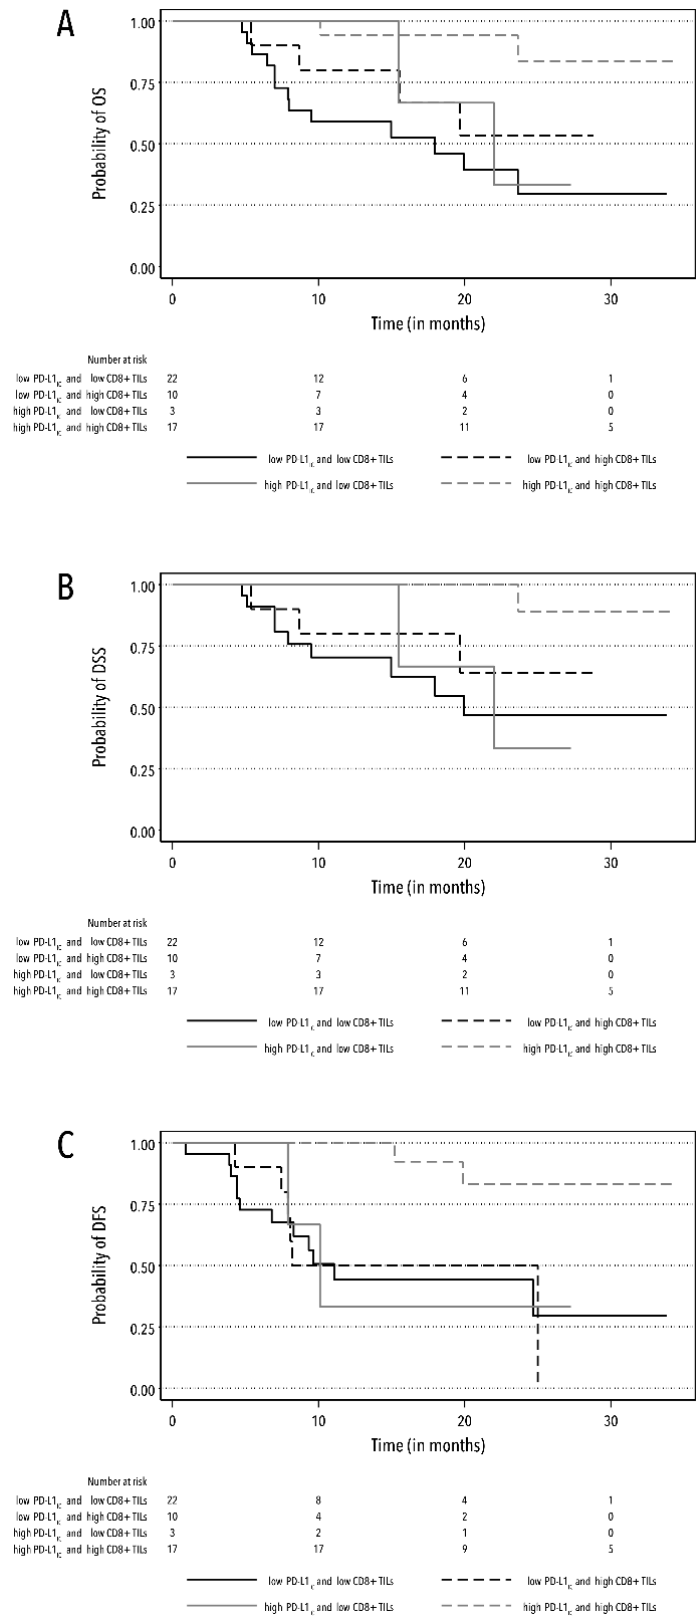 A
1.00
0.75
0.50
0.25
0.00
Probability of OS
0 10 20 30
Time (in months)
Number at risk
low PD-L1IC and low CD8+ TILs 22 12 6 1
low PD-L1IC and high CD8+ TILs 10 7 4 0
high PD-L1IC and low CD8+ TILs 3 3 2 0
high PD-L1IC and high CD8+ TILs 17 17 11 5
low PD-L1IC and low CD8+ TILs low PD-L1IC and high CD8+ TILs
high PD-L1IC and low CD8+ TILs high PD-L1IC and high CD8+ TILs
B
1.00
0.75
0.50
0.25
0.00
Probability of DSS
0 10 20 30
Time (in months)
Number at risk
low PD-L1IC and low CD8+ TILs 22 12 6 1
low PD-L1IC and high CD8+ TILs 10 7 4 0
high PD-L1IC and low CD8+ TILs 3 3 2 0
high PD-L1IC and high CD8+ TILs 17 17 11 5
low PD-L1IC and low CD8+ TILs low PD-L1IC and high CD8+ TILs
high PD-L1IC and low CD8+ TILs high PD-L1IC and high CD8+ TILs
C
1.00
0.75
0.50
0.25
0.00
Probability of DFS
0 10 20 30
Time (in months)
Number at risk
low PD-L1IC and low CD8+ TILs 22 8 4 1
low PD-L1IC and high CD8+ TILs 10 4 2 0
high PD-L1IC and low CD8+ TILs 3 2 1 0
high PD-L1IC and high CD8+ TILs 17 17 9 5
low PD-L1IC and low CD8+ TILs low PD-L1IC and high CD8+ TILs
high PD-L1IC and low CD8+ TILs high PD-L1IC and high CD8+ TILs